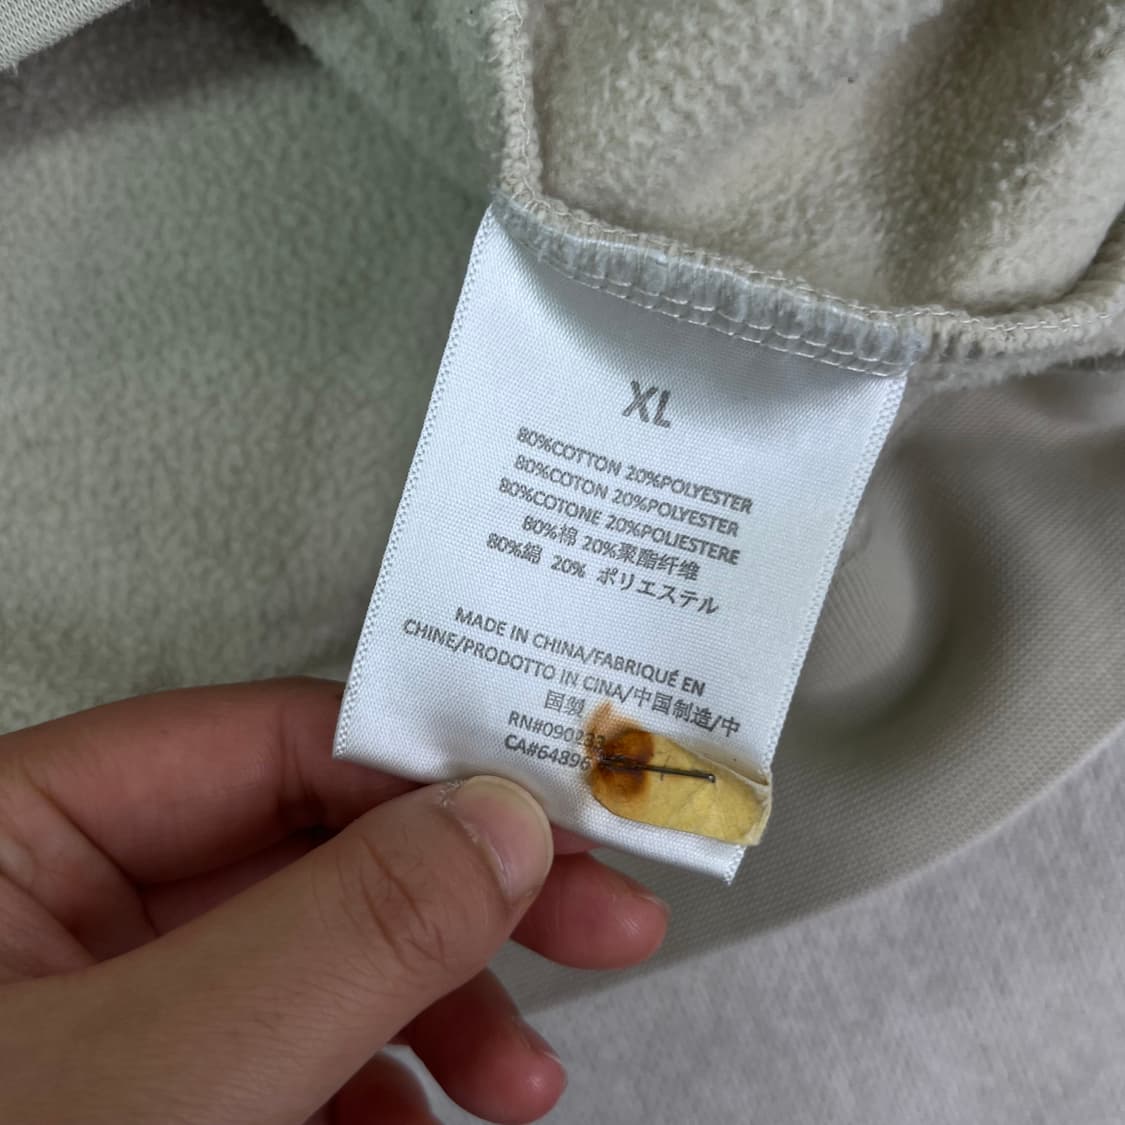 XL
80%COTTON 20%POLYESTER
80%COTON 20%POLYESTER
80%COTONE 20%POLIESTERE
80%棉 20%聚酯纤维
80%綿 20% ポリエステル
MADE IN CHINA/FABRIQUÉ EN
CHINE/PRODOTTO IN CINA/中国制造/中
国製
RN#090233
CA#64896